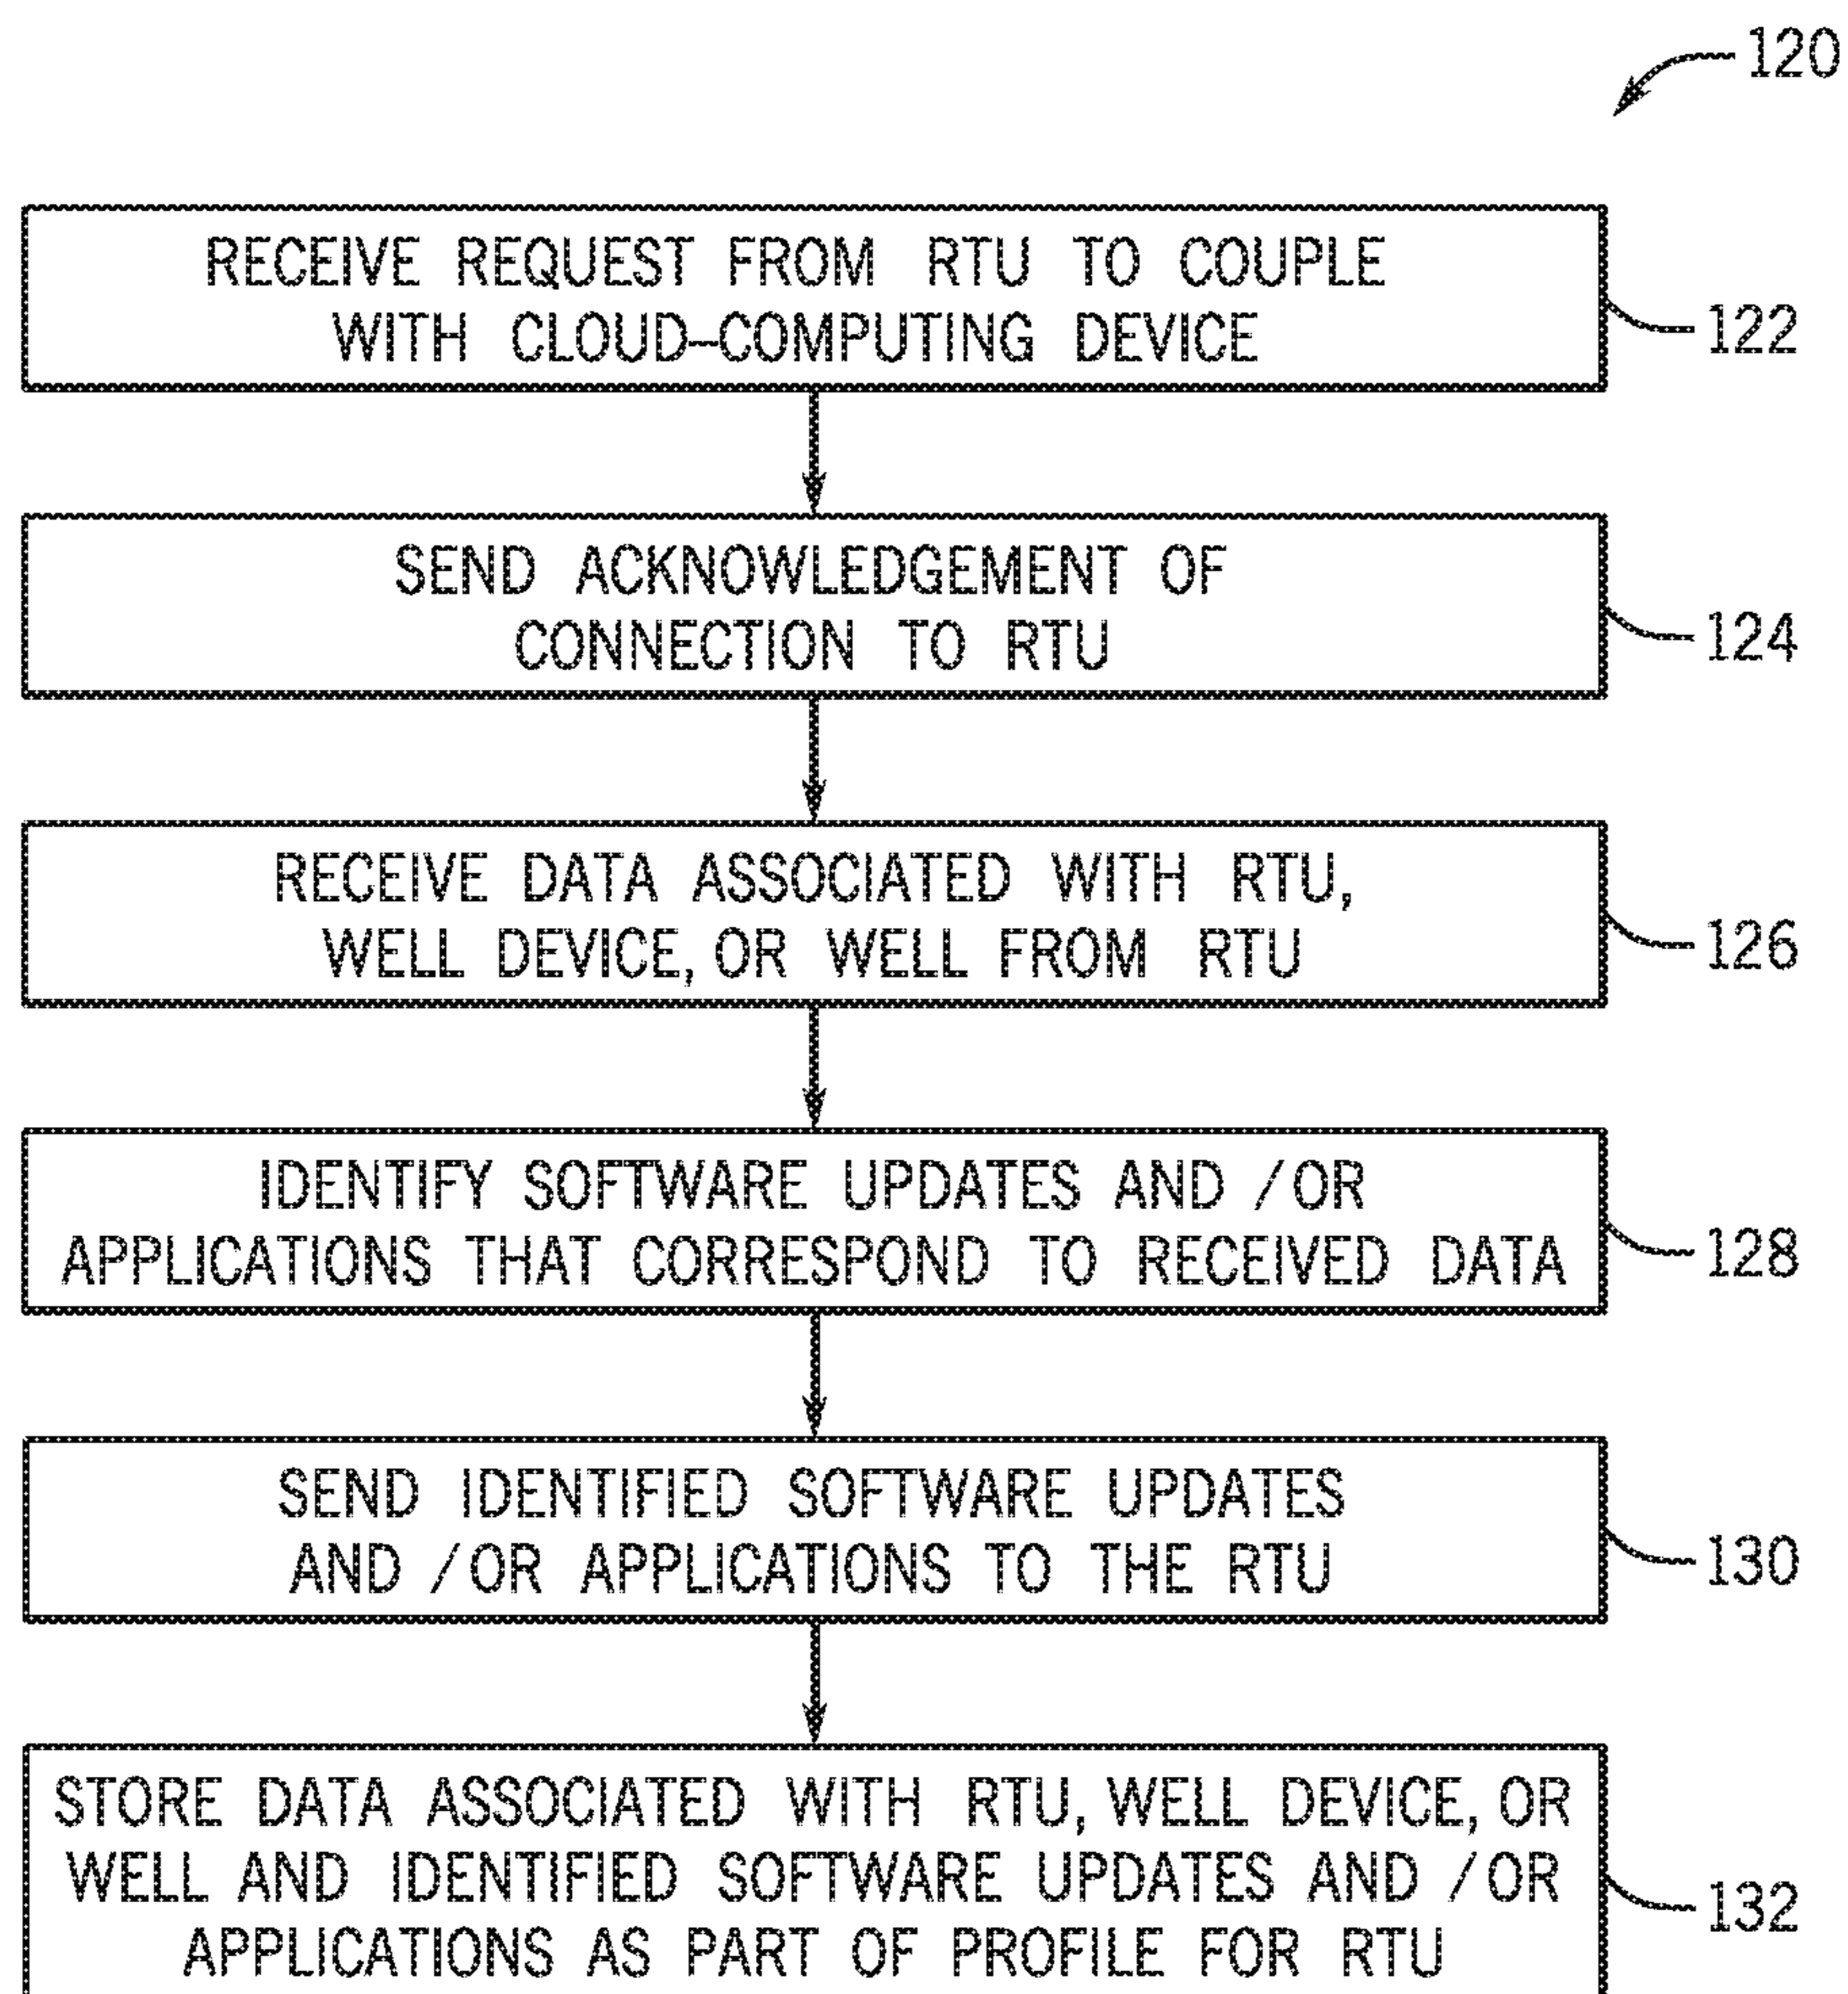 120
RECEIVE REQUEST FROM RTU TO COUPLE
WITH CLOUD-COMPUTING DEVICE
122
SEND ACKNOWLEDGEMENT OF
CONNECTION TO RTU
124
RECEIVE DATA ASSOCIATED WITH RTU,
WELL DEVICE, OR WELL FROM RTU
126
IDENTIFY SOFTWARE UPDATES AND /OR
APPLICATIONS THAT CORRESPOND TO RECEIVED DATA
128
SEND IDENTIFIED SOFTWARE UPDATES
AND /OR APPLICATIONS TO THE RTU
130
STORE DATA ASSOCIATED WITH RTU, WELL DEVICE, OR
WELL AND IDENTIFIED SOFTWARE UPDATES AND /OR
APPLICATIONS AS PART OF PROFILE FOR RTU
132